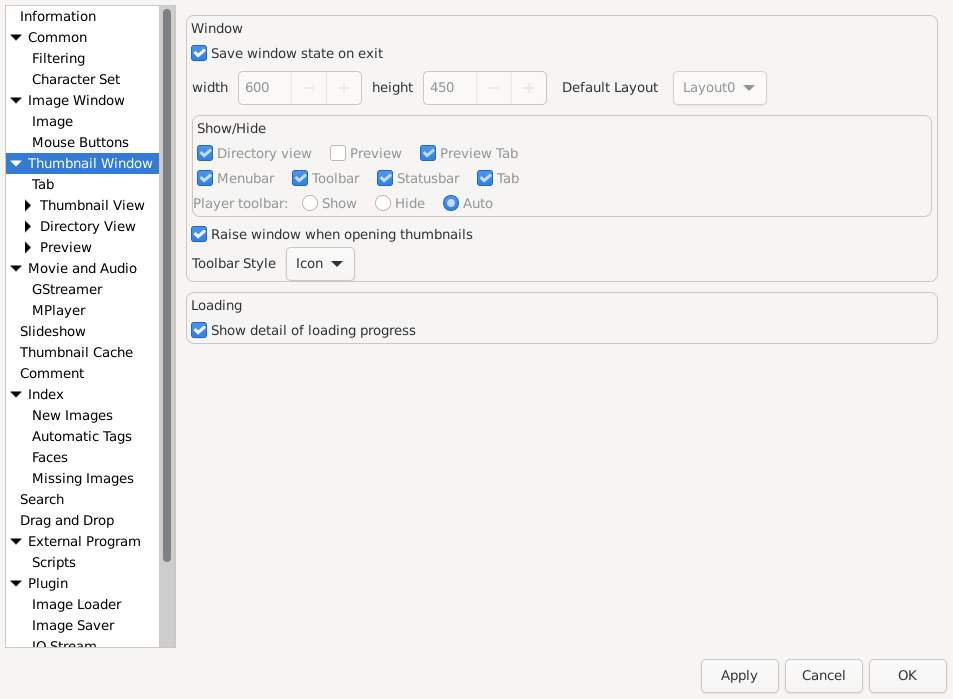 Information
Common
Filtering
Character Set
Image Window
Image
Mouse Buttons
Thumbnail Window
Tab
Thumbnail View
Directory View
Preview
Movie and Audio
GStreamer
MPlayer
Slideshow
Thumbnail Cache
Comment
Index
New Images
Automatic Tags
Faces
Missing Images
Search
Drag and Drop
External Program
Scripts
Plugin
Image Loader
Image Saver
IO Stream
Window
Save window state on exit
width 600 height 450 Default Layout Layout0
Show/Hide
Directory view Preview Preview Tab
Menubar Toolbar Statusbar Tab
Player toolbar: Show Hide Auto
Raise window when opening thumbnails
Toolbar Style Icon
Loading
Show detail of loading progress
Apply Cancel OK